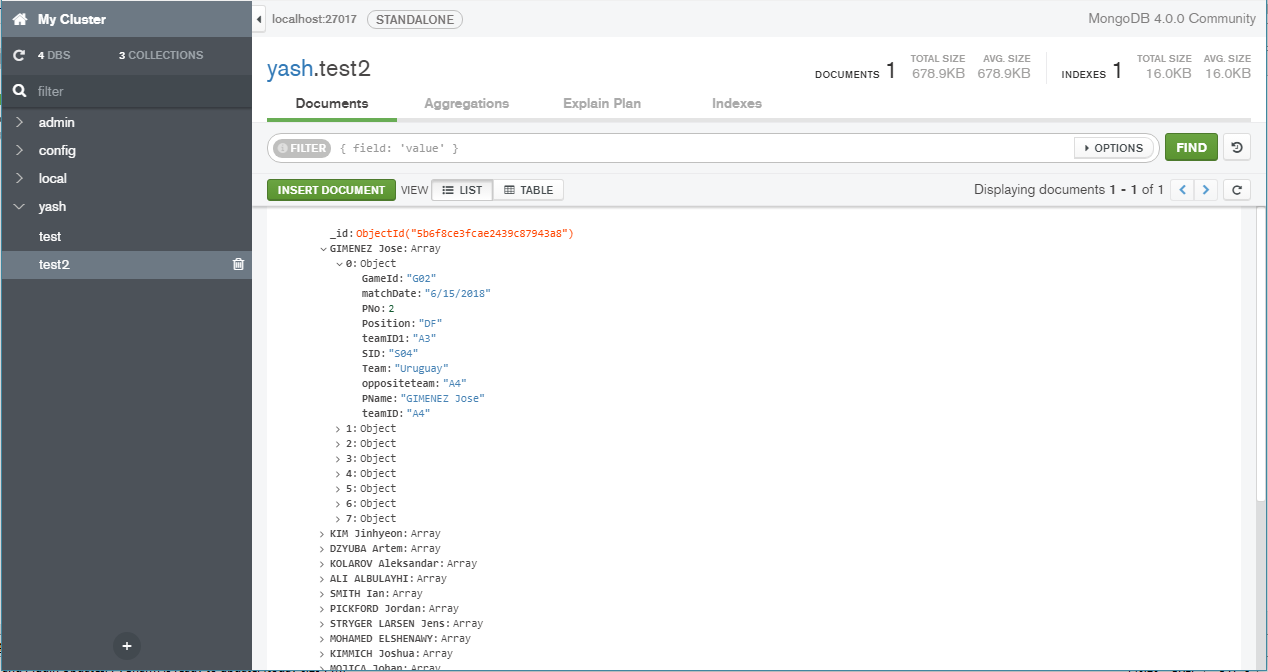 My Cluster
localhost:27017 STANDALONE MongoDB 4.0.0 Community
4 DBS 3 COLLECTIONS
filter
admin
config
local
yash
test
test2
yash.test2
DOCUMENTS 1 TOTAL SIZE 678.9KB AVG. SIZE 678.9KB INDEXES 1 TOTAL SIZE 16.0KB AVG. SIZE 16.0KB
Documents Aggregations Explain Plan Indexes
FILTER { field: 'value' } OPTIONS FIND
INSERT DOCUMENT VIEW LIST TABLE Displaying documents 1 - 1 of 1
_id: ObjectId("5b6f8ce3fcae2439c87943a8")
GIMENEZ Jose: Array
0: Object
GameId: "G02"
matchDate: "6/15/2018"
PNo: 2
Position: "DF"
teamID1: "A3"
SID: "S04"
Team: "Uruguay"
oppositeteam: "A4"
PName: "GIMENEZ Jose"
teamID: "A4"
1: Object
2: Object
3: Object
4: Object
5: Object
6: Object
7: Object
KIM Jinhyeon: Array
DZYUBA Artem: Array
KOLAROV Aleksandar: Array
ALI ALBULAYHI: Array
SMITH Ian: Array
PICKFORD Jordan: Array
STRYGER LARSEN Jens: Array
MOHAMED ELSHENAWY: Array
KIMMICH Joshua: Array
MOJICA Johan: Array